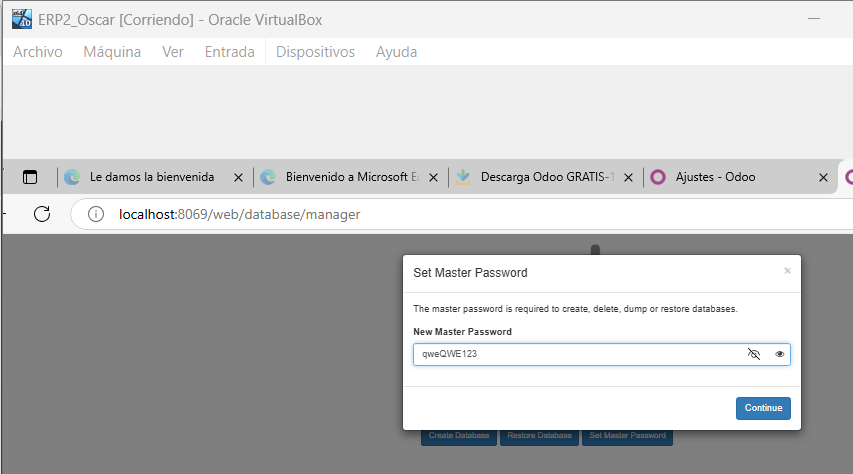 ERP2_Oscar [Corriendo] - Oracle VirtualBox
Archivo Máquina Ver Entrada Dispositivos Ayuda
Le damos la bienvenida Bienvenido a Microsoft E Descarga Odoo GRATIS-1 Ajustes - Odoo
localhost:8069/web/database/manager
Set Master Password
The master password is required to create, delete, dump or restore databases.
New Master Password
qweQWE123
Continue
Create Database Restore Database Set Master Password